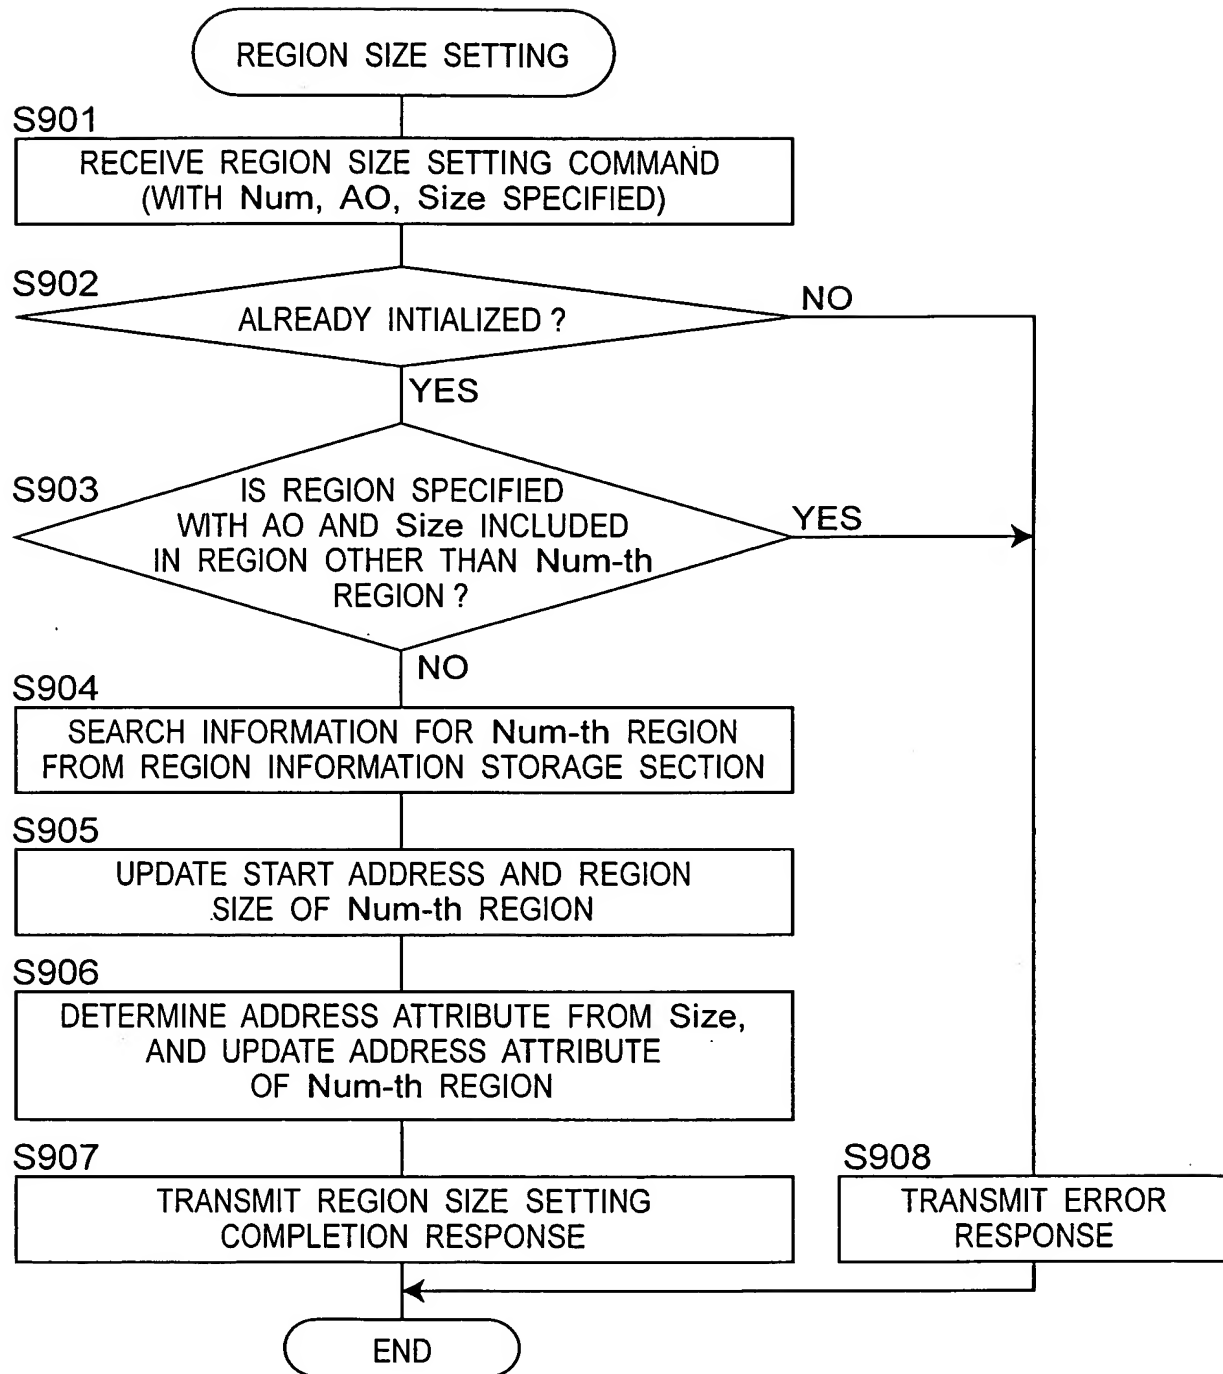 REGION SIZE SETTING
S901
RECEIVE REGION SIZE SETTING COMMAND
(WITH Num, AO, Size SPECIFIED)
S902
ALREADY INTIALIZED ?
NO
YES
S903
IS REGION SPECIFIED
WITH AO AND Size INCLUDED
IN REGION OTHER THAN Num-th
REGION ?
YES
NO
S904
SEARCH INFORMATION FOR Num-th REGION
FROM REGION INFORMATION STORAGE SECTION
S905
UPDATE START ADDRESS AND REGION
SIZE OF Num-th REGION
S906
DETERMINE ADDRESS ATTRIBUTE FROM Size,
AND UPDATE ADDRESS ATTRIBUTE
OF Num-th REGION
S907
TRANSMIT REGION SIZE SETTING
COMPLETION RESPONSE
S908
TRANSMIT ERROR
RESPONSE
END